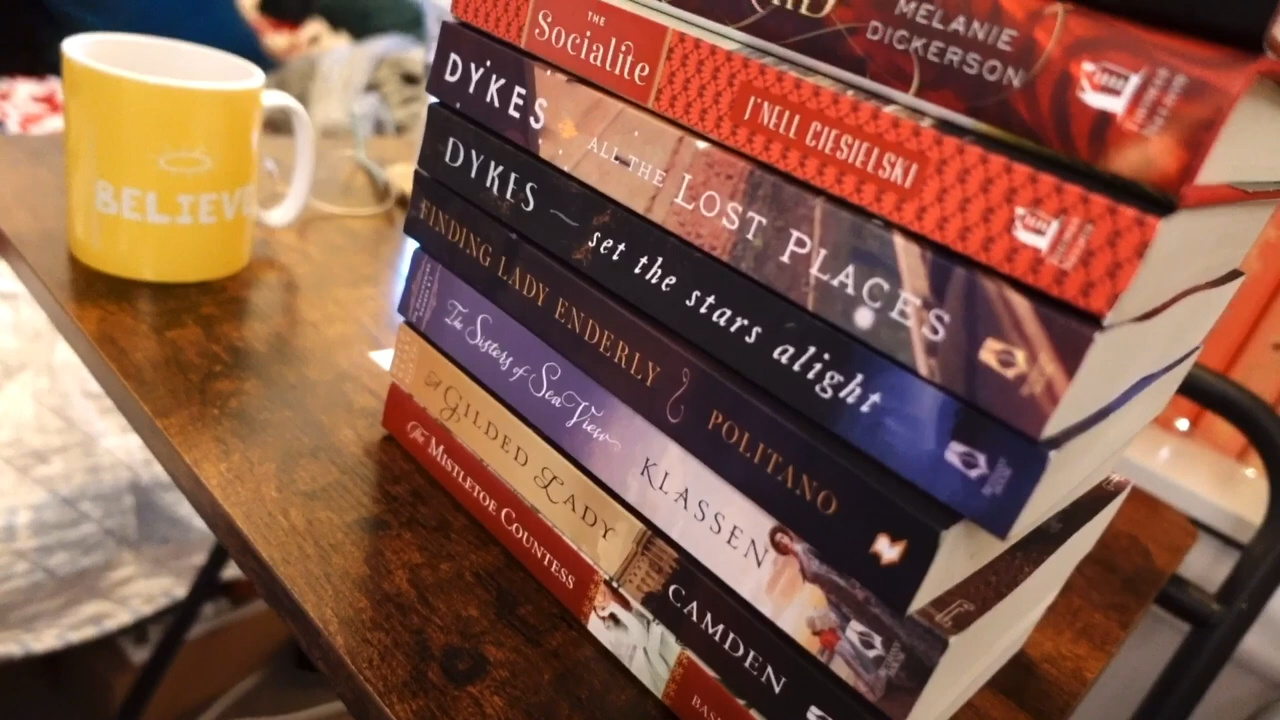 BELIEVE
MELANIE
DICKERSON
THE
Socialite
J'NELL CIESIELSKI
DYKES
ALL THE LOST PLACES
DYKES
set the stars alight
FINDING LADY ENDERLY
POLITANO
The Sisters of Sea View
KLASSEN
A GILDED LADY
CAMDEN
The MISTLETOE COUNTESS
BAS